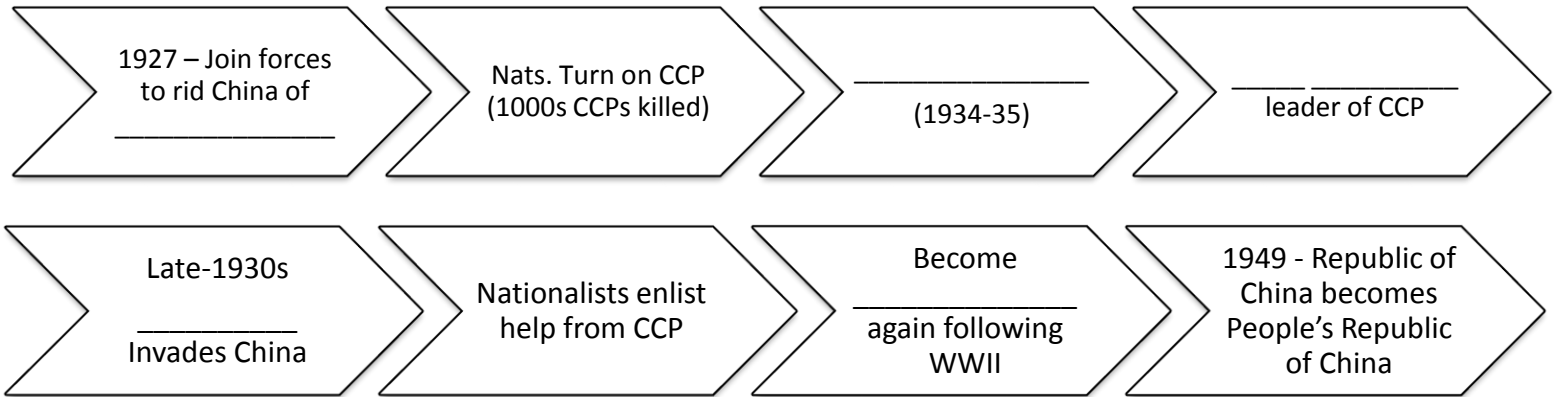 1927 – Join forces
to rid China of
_______________
Nats. Turn on CCP
(1000s CCPs killed)
________________
(1934-35)
_____ __________
leader of CCP
Late-1930s
__________
Invades China
Nationalists enlist
help from CCP
Become
______________
again following
WWII
1949 - Republic of
China becomes
People’s Republic
of China